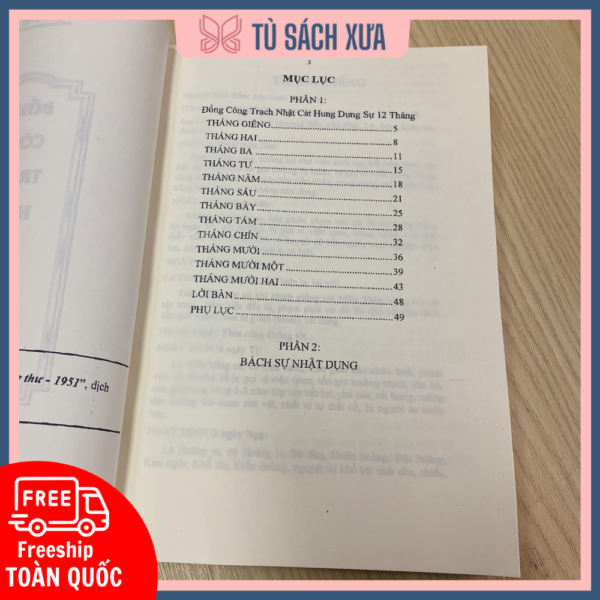 TỦ SÁCH XƯA
3
MỤC LỤC
PHẦN 1:
Đổng Công Trạch Nhật Cát Hung Dung Sự 12 Tháng
THÁNG GIÊNG 5
THÁNG HAI 8
THÁNG BA 11
THÁNG TƯ 15
THÁNG NĂM 18
THÁNG SÁU 21
THÁNG BẢY 25
THÁNG TÁM 28
THÁNG CHÍN 32
THÁNG MƯỜI 36
THÁNG MƯỜI MỘT 39
THÁNG MƯỜI HAI 43
LỜI BÀN 48
PHỤ LỤC 49
PHẦN 2:
BÁCH SỰ NHẬT DỤNG
thư - 1951", dịch
FREE
Freeship
TOÀN QUỐC